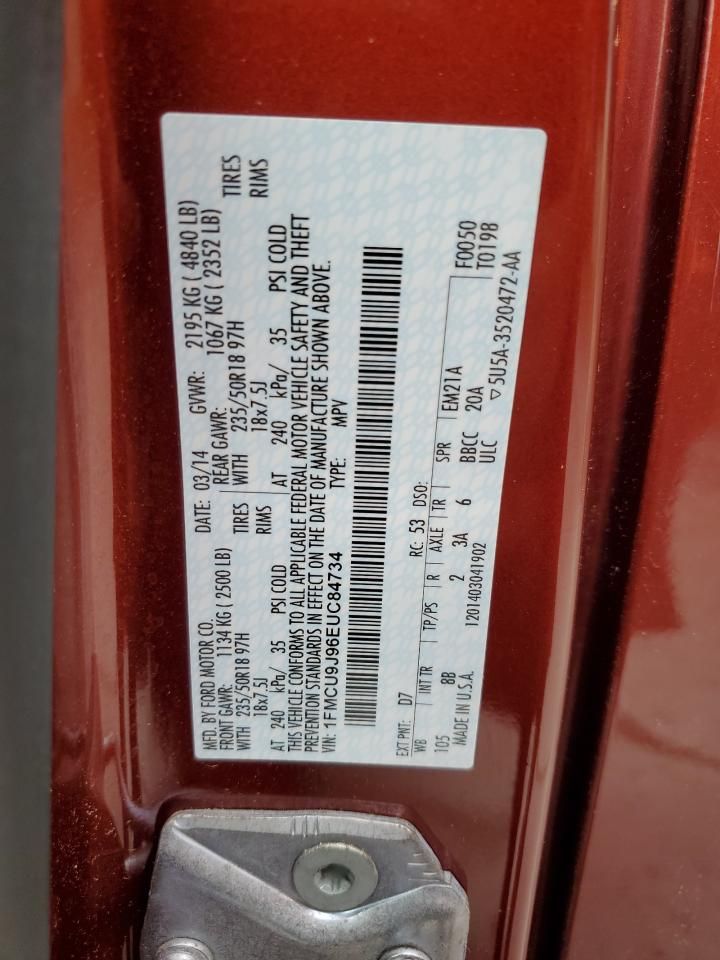 MFD. BY FORD MOTOR CO. DATE: 03/14 GVWR: 2195 KG ( 4840 LB)
FRONT GAWR: 1134 KG ( 2500 LB) REAR GAWR: 1067 KG ( 2352 LB)
WITH 235/50R18 97H TIRES WITH 235/50R18 97H TIRES
18x7.5J RIMS 18x7.5J RIMS
AT 240 kPa/ 35 PSI COLD AT 240 kPa/ 35 PSI COLD
THIS VEHICLE CONFORMS TO ALL APPLICABLE FEDERAL MOTOR VEHICLE SAFETY AND THEFT
PREVENTION STANDARDS IN EFFECT ON THE DATE OF MANUFACTURE SHOWN ABOVE.
VIN: 1FMCU9J96EUC84734 TYPE: MPV
EXT PNT: D7 RC: 53 DSO: F0050
WB INT TR TP/PS R AXLE TR SPR EM21A T0198
105 8B 2 3A 6 BBCC 20A
MADE IN U.S.A. 1201403041902 ULC ▽5U5A-3520472-AA